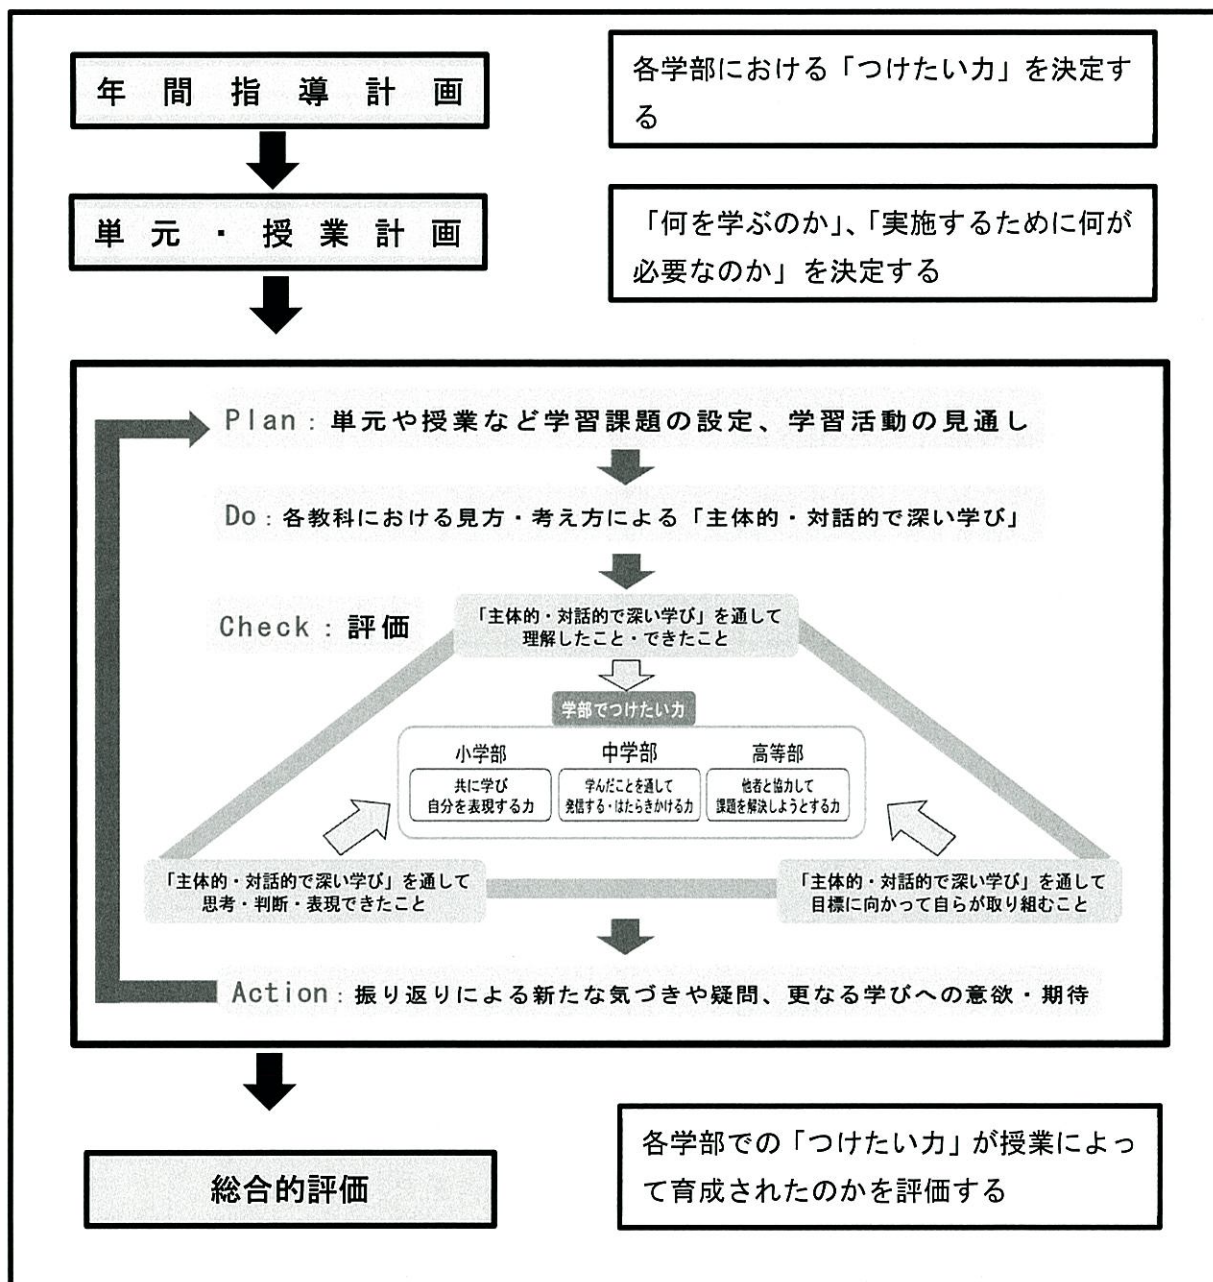 年間指導計画
各学部における「つけたい力」を決定す
る
単元・授業計画
「何を学ぶのか」、「実施するために何が
必要なのか」を決定する
Plan：単元や授業など学習課題の設定、学習活動の見通し
Do：各教科における見方・考え方による「主体的・対話的で深い学び」
Check：評価
「主体的・対話的で深い学び」を通して
理解したこと・できたこと
学部でつけたい力
小学部
共に学び
自分を表現する力
中学部
学んだことを通して
発信する・はたらきかける力
高等部
他者と協力して
課題を解決しようとする力
「主体的・対話的で深い学び」を通して
思考・判断・表現できたこと
「主体的・対話的で深い学び」を通して
目標に向かって自らが取り組むこと
Action：振り返りによる新たな気づきや疑問、更なる学びへの意欲・期待
総合的評価
各学部での「つけたい力」が授業によっ
て育成されたのかを評価する